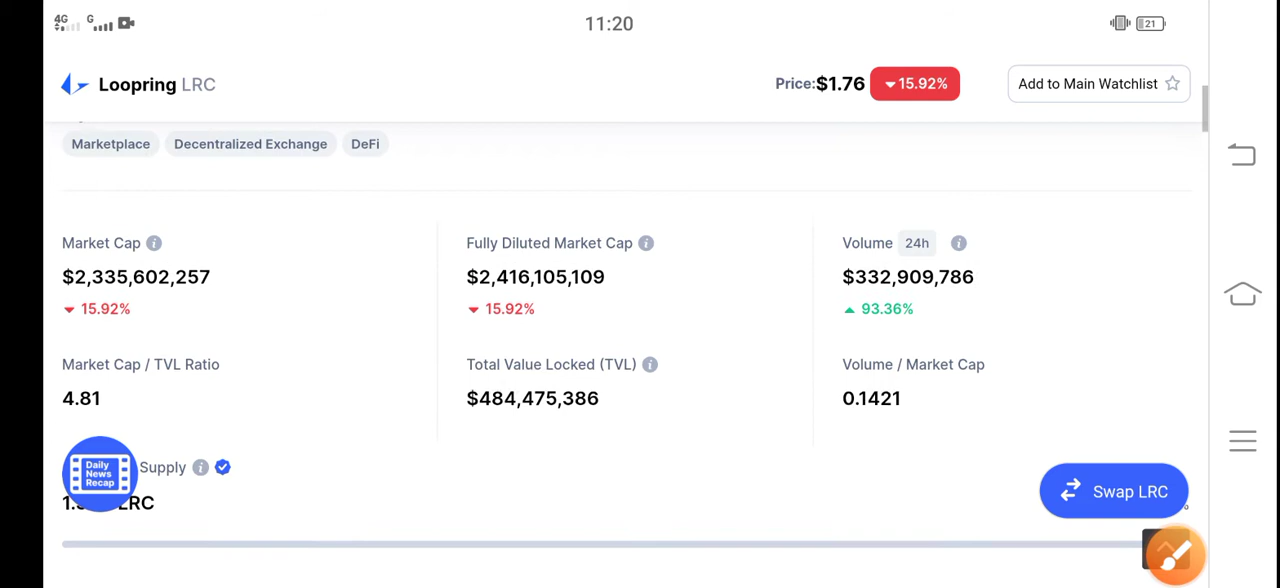 4G G 11:20 21
Loopring LRC Price:$1.76 15.92% Add to Main Watchlist
Marketplace Decentralized Exchange DeFi
Market Cap Fully Diluted Market Cap Volume 24h
$2,335,602,257 $2,416,105,109 $332,909,786
15.92% 15.92% 93.36%
Market Cap / TVL Ratio Total Value Locked (TVL) Volume / Market Cap
4.81 $484,475,386 0.1421
Daily
News
Recap
Supply
LRC
Swap LRC